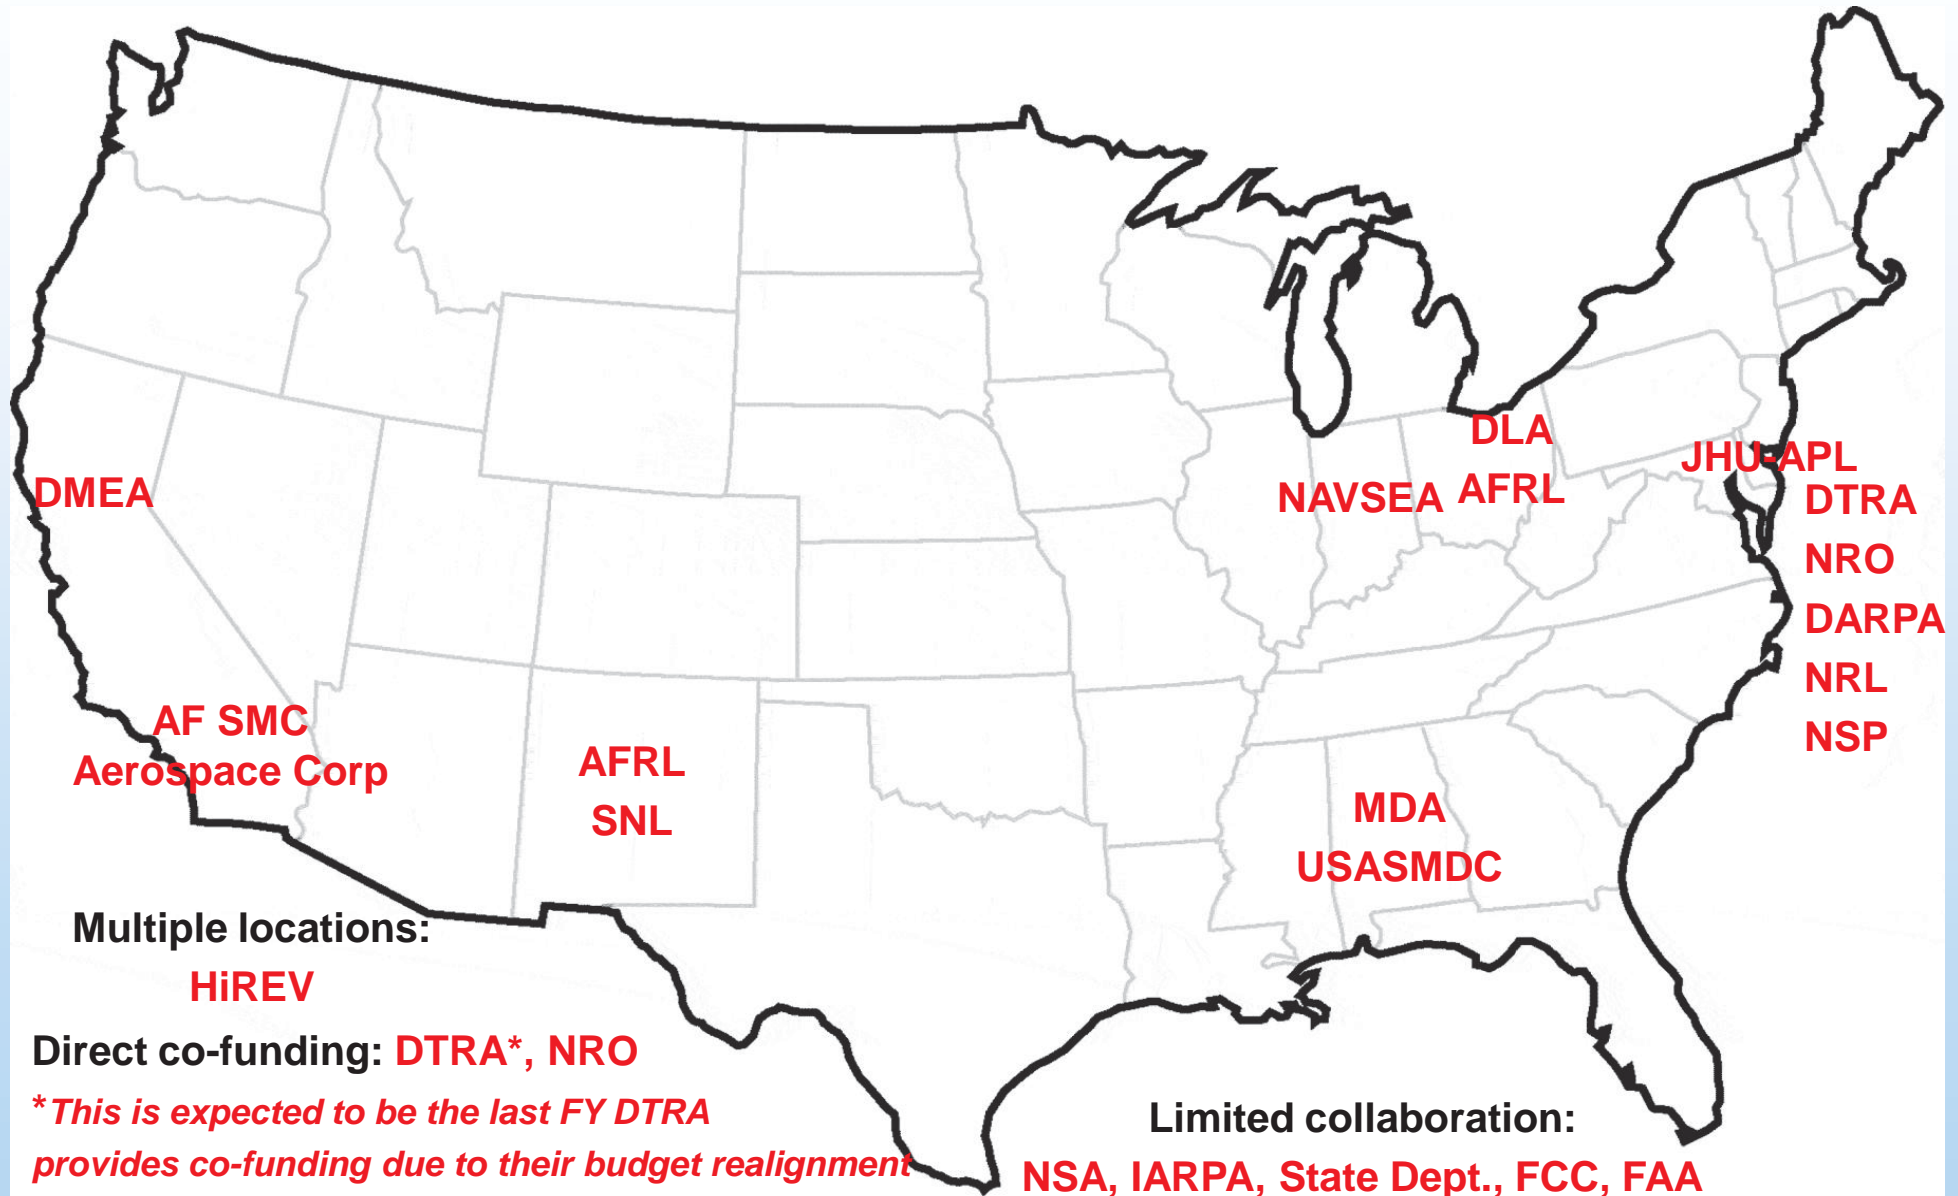 DLA
JHU-APL
DMEA
NAVSEA
AFRL
DTRA
NRO
DARPA
NRL
NSP
AF SMC
Aerospace Corp
AFRL
SNL
MDA
USASMDC
Multiple locations:
HiREV
Direct co-funding: DTRA*, NRO
*This is expected to be the last FY DTRA
provides co-funding due to their budget realignment
Limited collaboration:
NSA, IARPA, State Dept., FCC, FAA